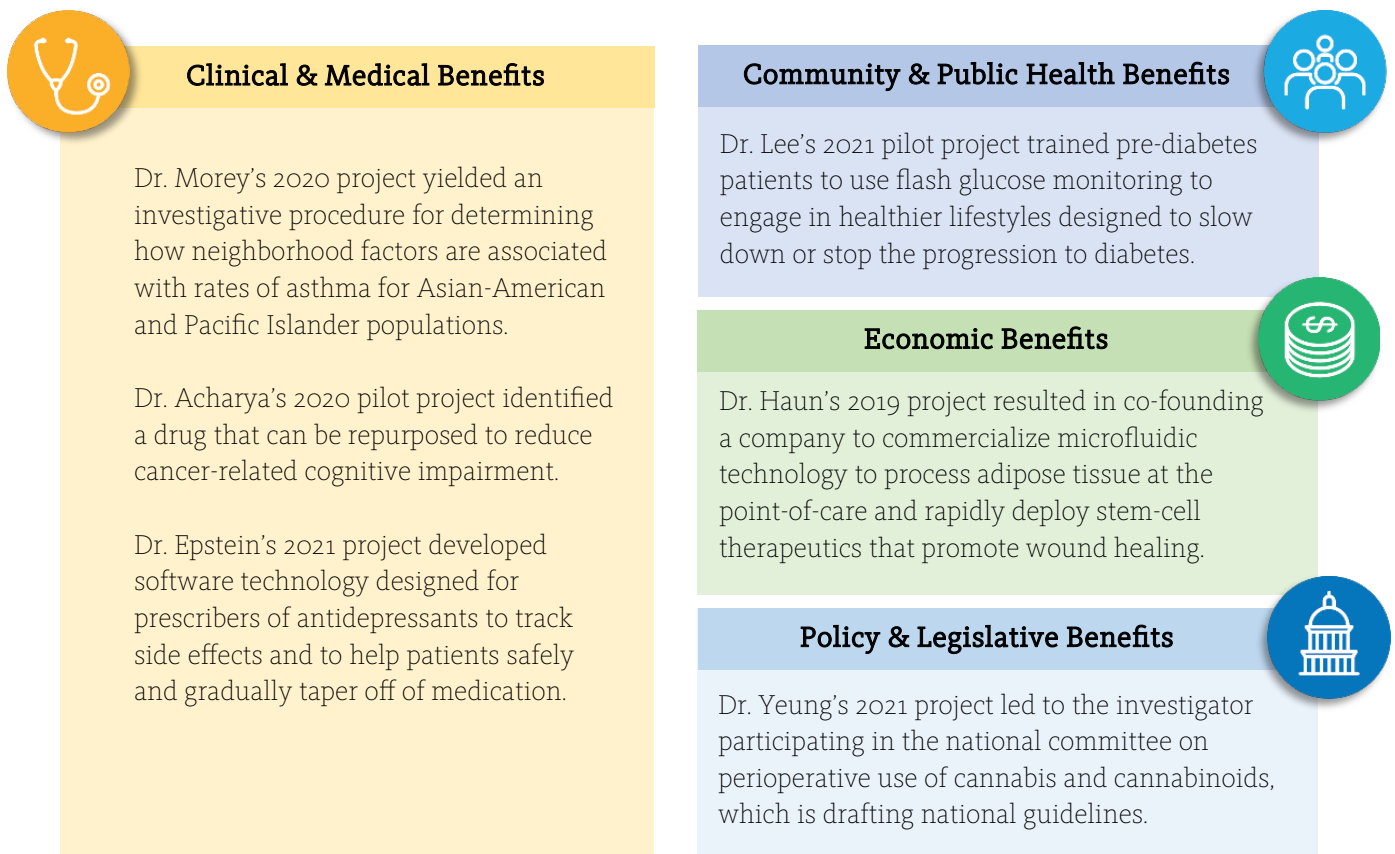 Clinical & Medical Benefits
Dr. Morey’s 2020 project yielded an
investigative procedure for determining
how neighborhood factors are associated
with rates of asthma for Asian-American
and Pacific Islander populations.
Dr. Acharya’s 2020 pilot project identified
a drug that can be repurposed to reduce
cancer-related cognitive impairment.
Dr. Epstein’s 2021 project developed
software technology designed for
prescribers of antidepressants to track
side effects and to help patients safely
and gradually taper off of medication.
Community & Public Health Benefits
Dr. Lee’s 2021 pilot project trained pre-diabetes
patients to use flash glucose monitoring to
engage in healthier lifestyles designed to slow
down or stop the progression to diabetes.
Economic Benefits
Dr. Haun’s 2019 project resulted in co-founding
a company to commercialize microfluidic
technology to process adipose tissue at the
point-of-care and rapidly deploy stem-cell
therapeutics that promote wound healing.
Policy & Legislative Benefits
Dr. Yeung’s 2021 project led to the investigator
participating in the national committee on
perioperative use of cannabis and cannabinoids,
which is drafting national guidelines.